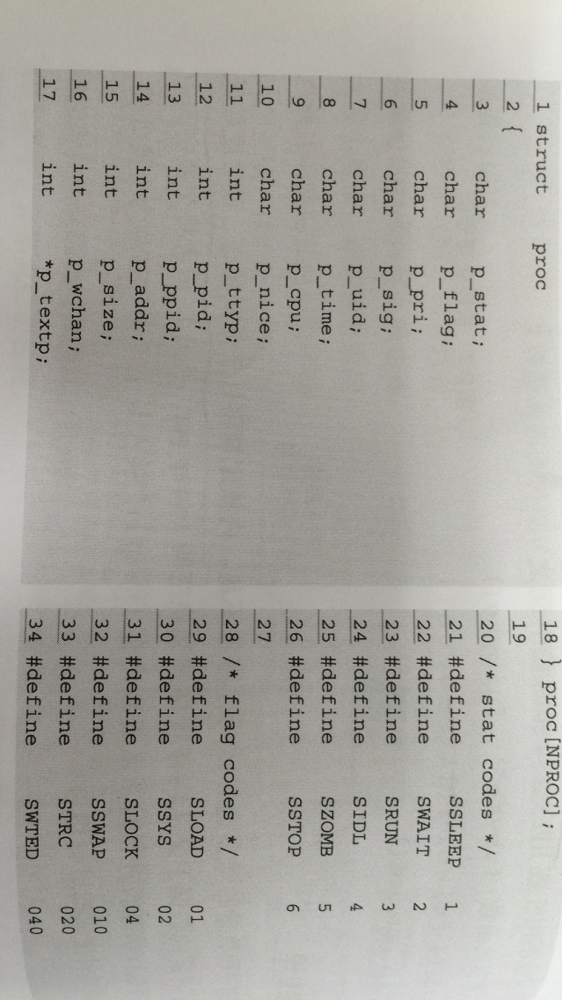 1 struct proc
2 {
3 char p_stat;
4 char p_flag;
5 char p_pri;
6 char p_sig;
7 char p_uid;
8 char p_time;
9 char p_cpu;
10 char p_nice;
11 int p_ttyp;
12 int p_pid;
13 int p_ppid;
14 int p_addr;
15 int p_size;
16 int p_wchan;
17 int *p_textp;
18 } proc[NPROC];
19
20 /* stat codes */
21 #define SSLEEP 1
22 #define SWAIT 2
23 #define SRUN 3
24 #define SIDL 4
25 #define SZOMB 5
26 #define SSTOP 6
27
28 /* flag codes */
29 #define SLOAD 01
30 #define SSYS 02
31 #define SLOCK 04
32 #define SSWAP 010
33 #define STRC 020
34 #define SWTED 040